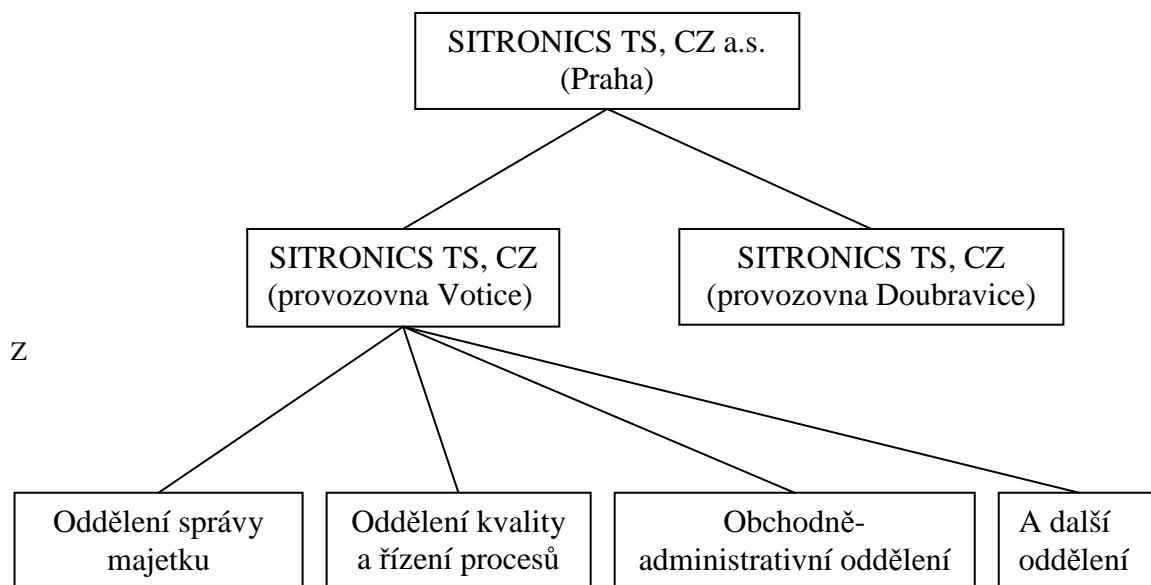 SITRONICS TS, CZ a.s.
(Praha)
SITRONICS TS, CZ
(provozovna Votice)
SITRONICS TS, CZ
(provozovna Doubravice)
Z
Oddělení správy
majetku
Oddělení kvality
a řízení procesů
Obchodně-
administrativní oddělení
A další
oddělení